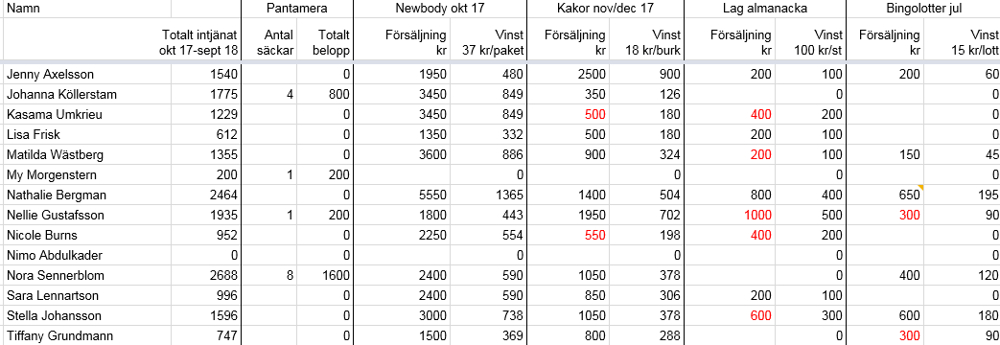 Namn Pantamera Newbody okt 17 Kakor nov/dec 17 Lag almanacka Bingolotter jul
Totalt intjänat Antal Totalt Försäljning Vinst Försäljning Vinst Försäljning Vinst Försäljning Vinst
okt 17-sept 18 säckar belopp kr 37 kr/paket kr 18 kr/burk kr 100 kr/st kr 15 kr/lott
Jenny Axelsson 1540 0 1950 480 2500 900 200 100 200 60
Johanna Köllerstam 1775 4 800 3450 849 350 126 0 0
Kasama Umkrieu 1229 0 3450 849 500 180 400 200 0
Lisa Frisk 612 0 1350 332 500 180 200 100 0
Matilda Wästberg 1355 0 3600 886 900 324 200 100 150 45
My Morgenstern 200 1 200 0 0 0 0
Nathalie Bergman 2464 0 5550 1365 1400 504 800 400 650 195
Nellie Gustafsson 1935 1 200 1800 443 1950 702 1000 500 300 90
Nicole Burns 952 0 2250 554 550 198 400 200 0
Nimo Abdulkader 0 0 0 0 0 0
Nora Sennerblom 2688 8 1600 2400 590 1050 378 0 400 120
Sara Lennartson 996 0 2400 590 850 306 200 100 0
Stella Johansson 1596 0 3000 738 1050 378 600 300 600 180
Tiffany Grundmann 747 0 1500 369 800 288 0 300 90